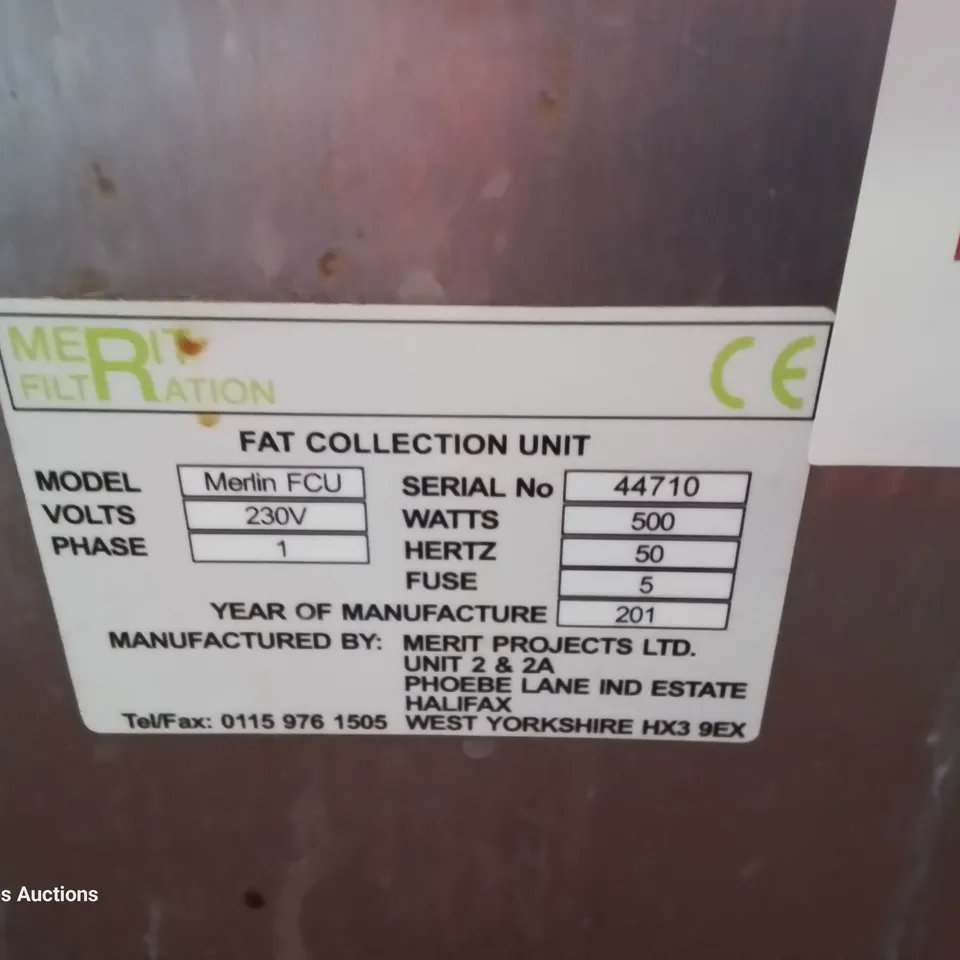 MERIT
FILTRATION
CE
FAT COLLECTION UNIT
MODEL Merlin FCU SERIAL No 44710
VOLTS 230V WATTS 500
PHASE 1 HERTZ 50
FUSE 5
YEAR OF MANUFACTURE 201
MANUFACTURED BY: MERIT PROJECTS LTD.
UNIT 2 & 2A
PHOEBE LANE IND ESTATE
HALIFAX
Tel/Fax: 0115 976 1505 WEST YORKSHIRE HX3 9EX
s Auctions